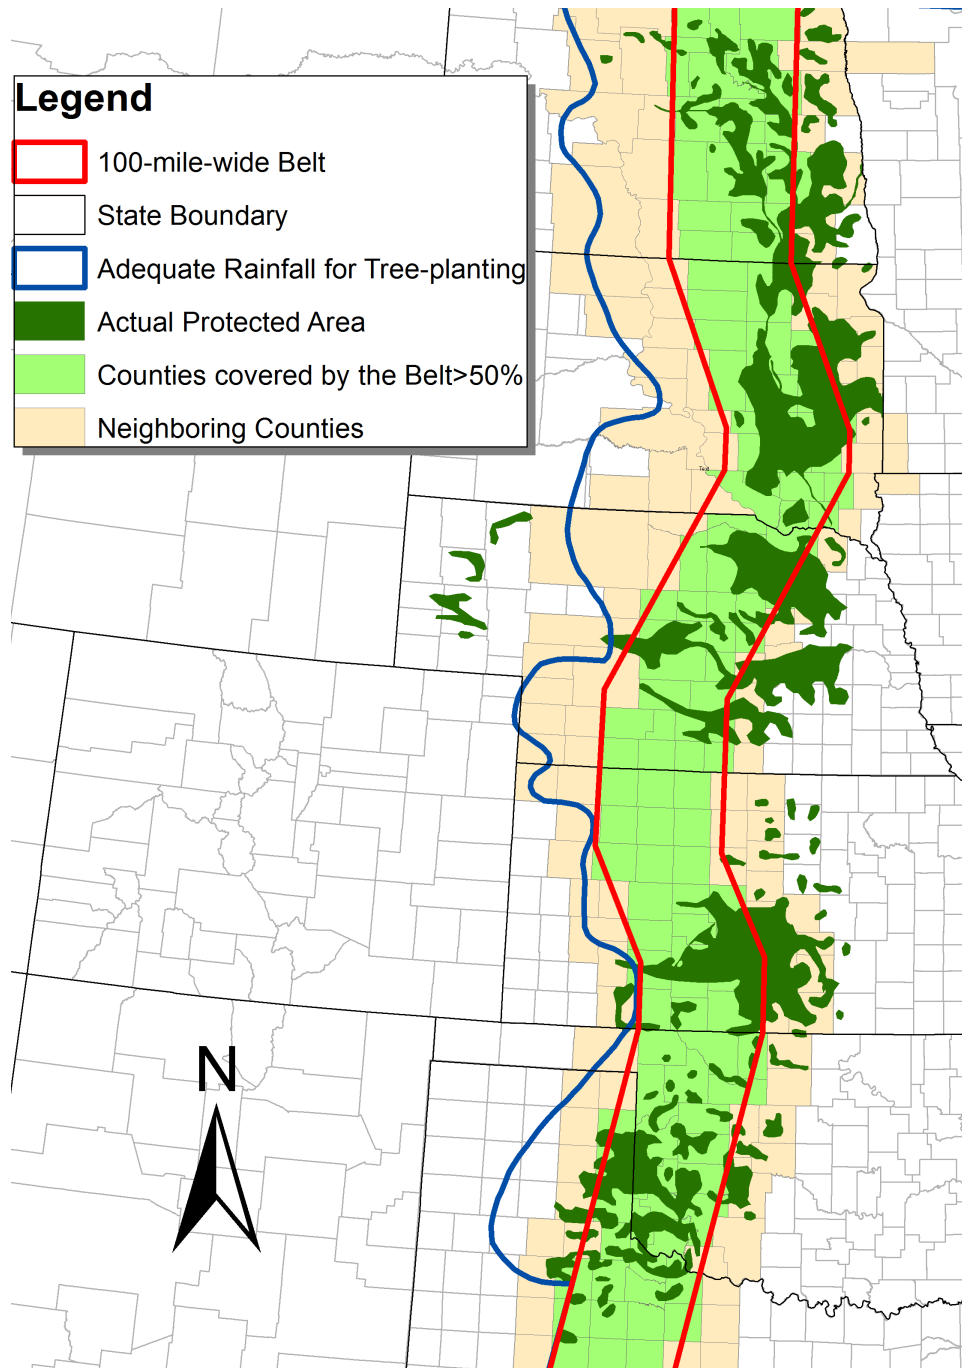 Legend
100-mile-wide Belt
State Boundary
Adequate Rainfall for Tree-planting
Actual Protected Area
Counties covered by the Belt>50%
Neighboring Counties
Text
N